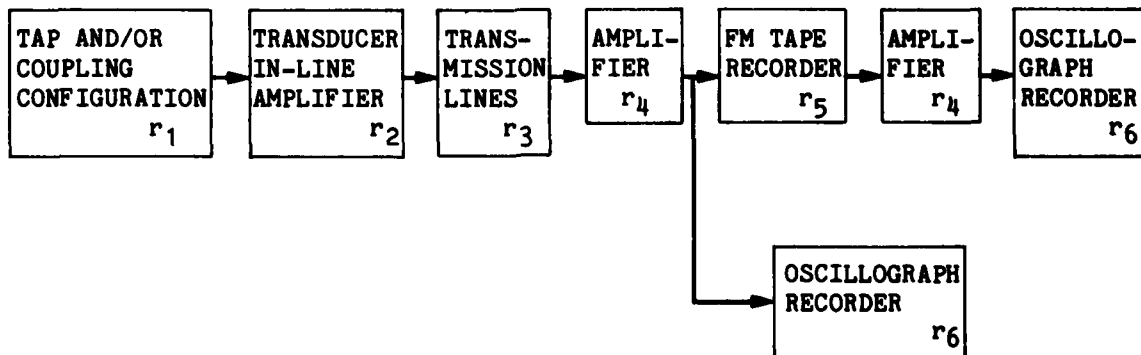 TAP AND/OR
COUPLING
CONFIGURATION
r1
TRANSDUCER
IN-LINE
AMPLIFIER
r2
TRANS-
MISSION
LINES
r3
AMPLI-
FIER
r4
FM TAPE
RECORDER
r5
AMPLI-
FIER
r4
OSCILLO-
GRAPH
RECORDER
r6
OSCILLOGRAPH
RECORDER
r6